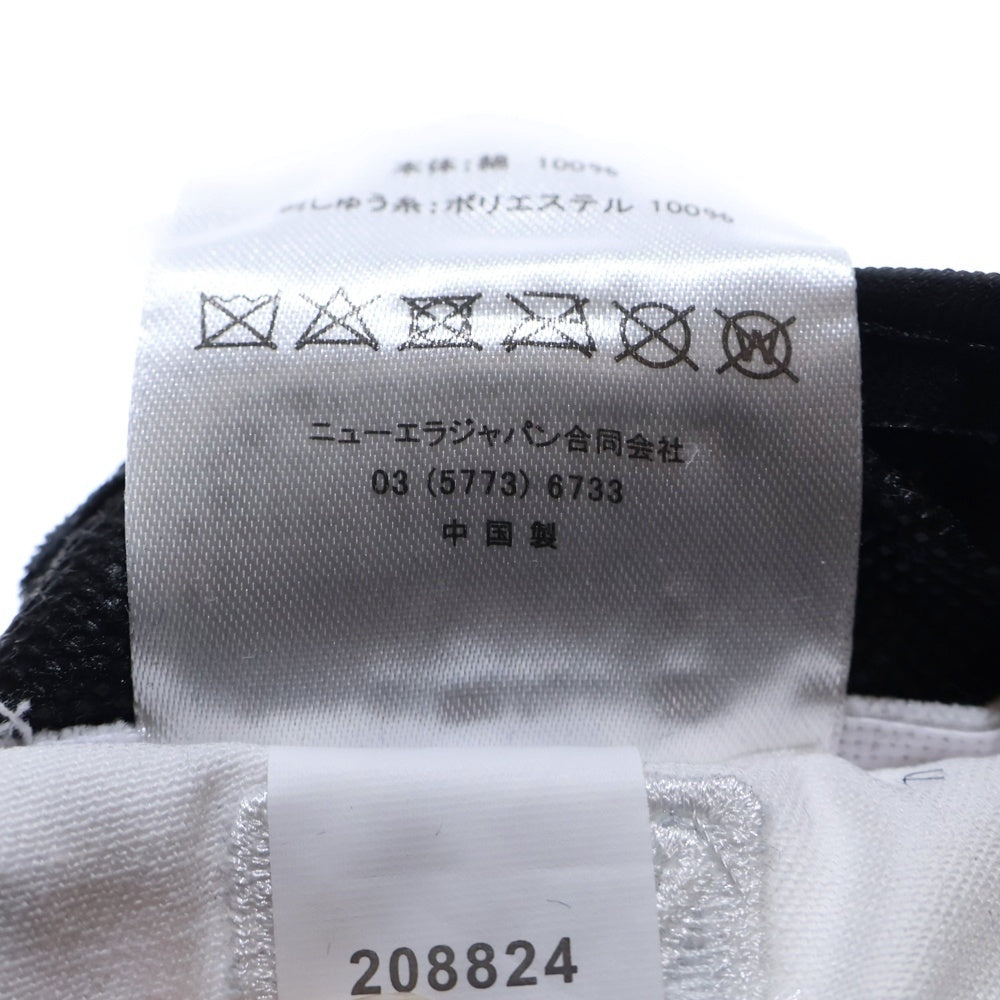 本体:綿 100%
ししゅう糸:ポリエステル 100%
W
ニューエラジャパン合同会社
03 (5773) 6733
中国製
208824